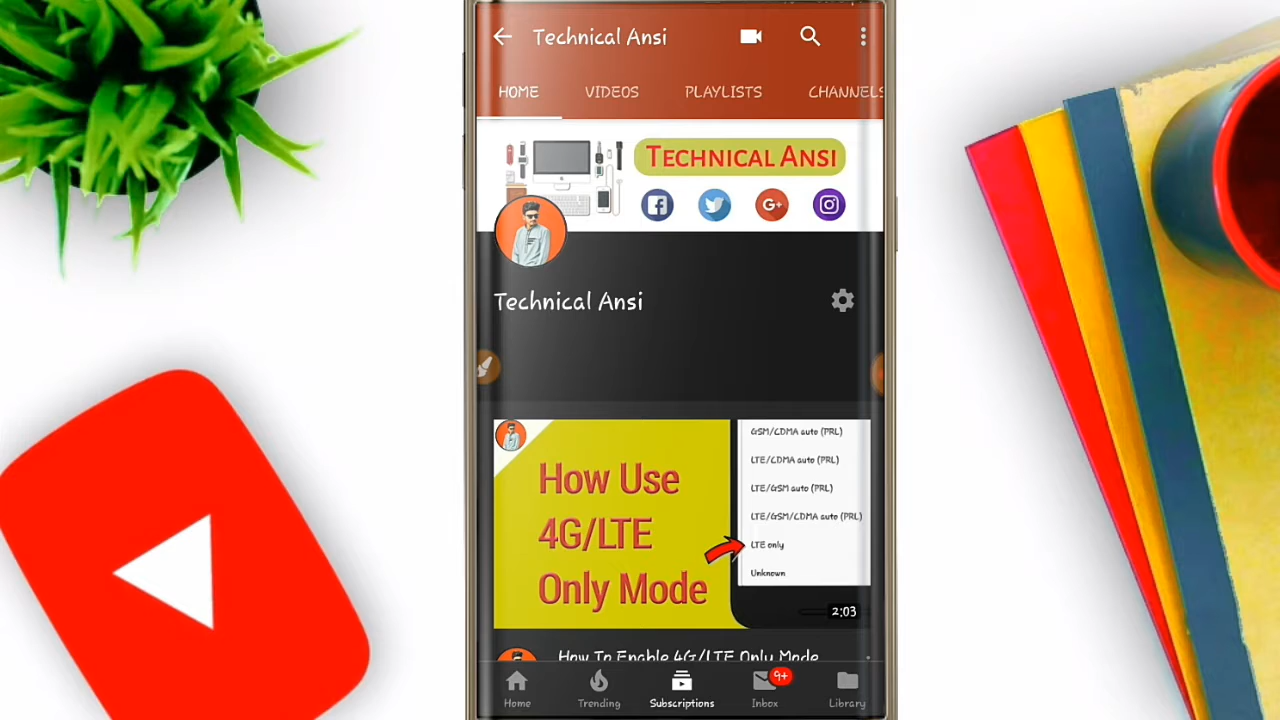 Technical Ansi
HOME VIDEOS PLAYLISTS CHANNELS
TECHNICAL ANSI
G+
Technical Ansi
How Use
4G/LTE
Only Mode
GSM/CDMA auto (PRL)
LTE/CDMA auto (PRL)
LTE/GSM auto (PRL)
LTE/GSM/CDMA auto (PRL)
LTE only
Unknown
2:03
How To Enable 4G/LTE Only Mode
9+
Home Trending Subscriptions Inbox Library